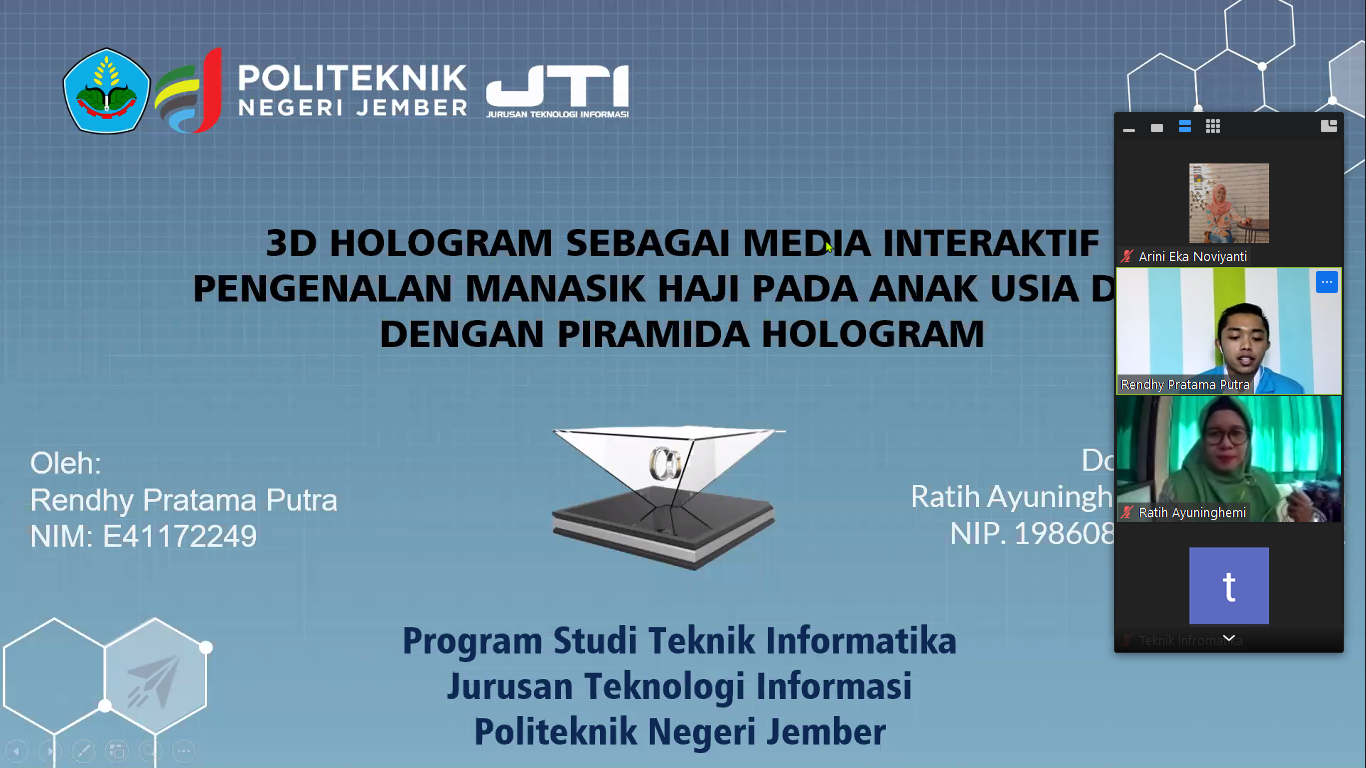 POLITEKNIK
NEGERI JEMBER
JTI
JURUSAN TEKNOLOGI INFORMASI
3D HOLOGRAM SEBAGAI MEDIA INTERAKTIF
PENGENALAN MANASIK HAJI PADA ANAK USIA
DENGAN PIRAMIDA HOLOGRAM
Oleh:
Rendhy Pratama Putra
NIM: E41172249
Ratih
NIP. 198608
Program Studi Teknik Informatika
Jurusan Teknologi Informasi
Politeknik Negeri Jember
Arini Eka Noviyanti
Rendhy Pratama Putra
Ratih Ayuninghemi
t
Teknik Infromatika